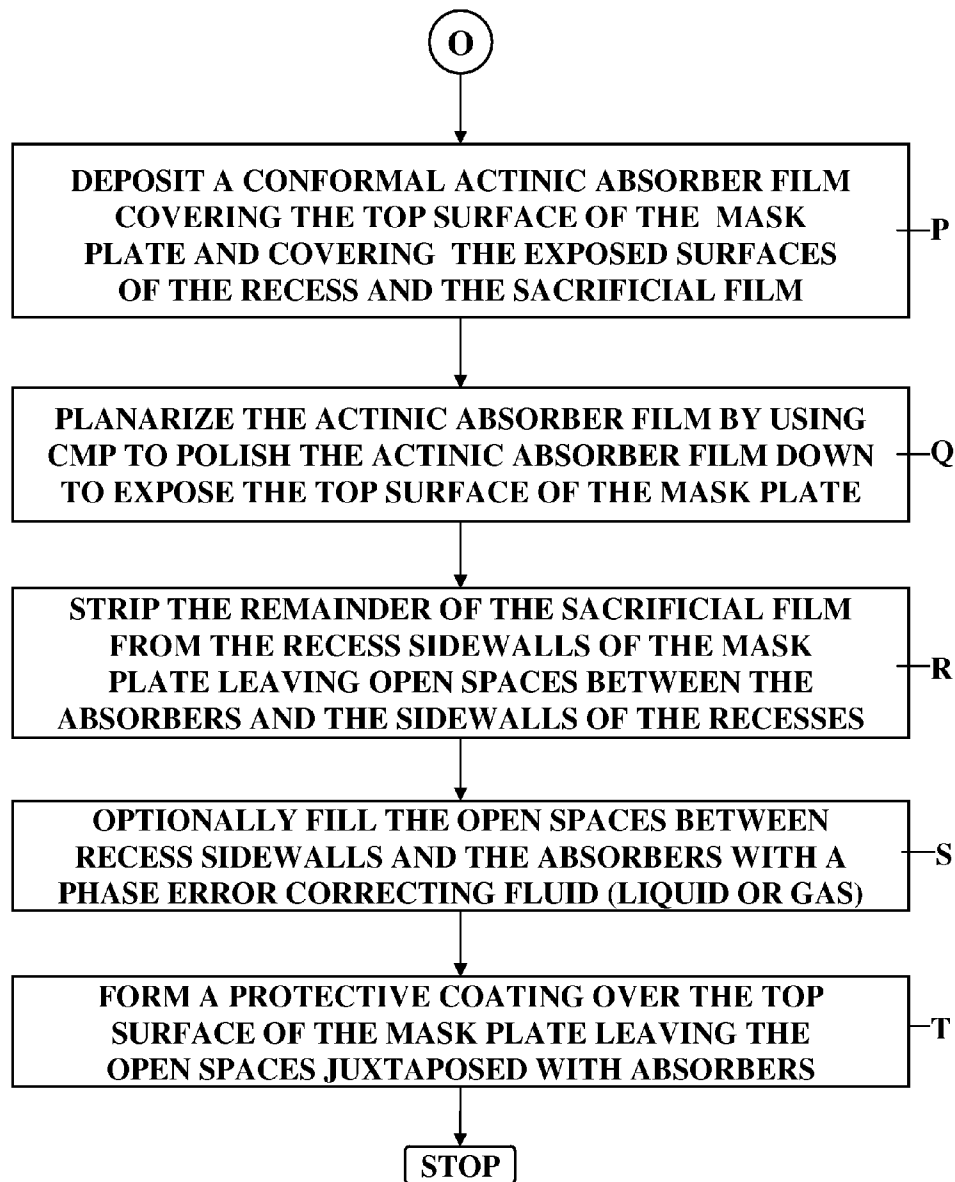 O
DEPOSIT A CONFORMAL ACTINIC ABSORBER FILM
COVERING THE TOP SURFACE OF THE MASK
PLATE AND COVERING THE EXPOSED SURFACES
OF THE RECESS AND THE SACRIFICIAL FILM
P
PLANARIZE THE ACTINIC ABSORBER FILM BY USING
CMP TO POLISH THE ACTINIC ABSORBER FILM DOWN
TO EXPOSE THE TOP SURFACE OF THE MASK PLATE
Q
STRIP THE REMAINDER OF THE SACRIFICIAL FILM
FROM THE RECESS SIDEWALLS OF THE MASK
PLATE LEAVING OPEN SPACES BETWEEN THE
ABSORBERS AND THE SIDEWALLS OF THE RECESSES
R
OPTIONALLY FILL THE OPEN SPACES BETWEEN
RECESS SIDEWALLS AND THE ABSORBERS WITH A
PHASE ERROR CORRECTING FLUID (LIQUID OR GAS)
S
FORM A PROTECTIVE COATING OVER THE TOP
SURFACE OF THE MASK PLATE LEAVING THE
OPEN SPACES JUXTAPOSED WITH ABSORBERS
T
STOP